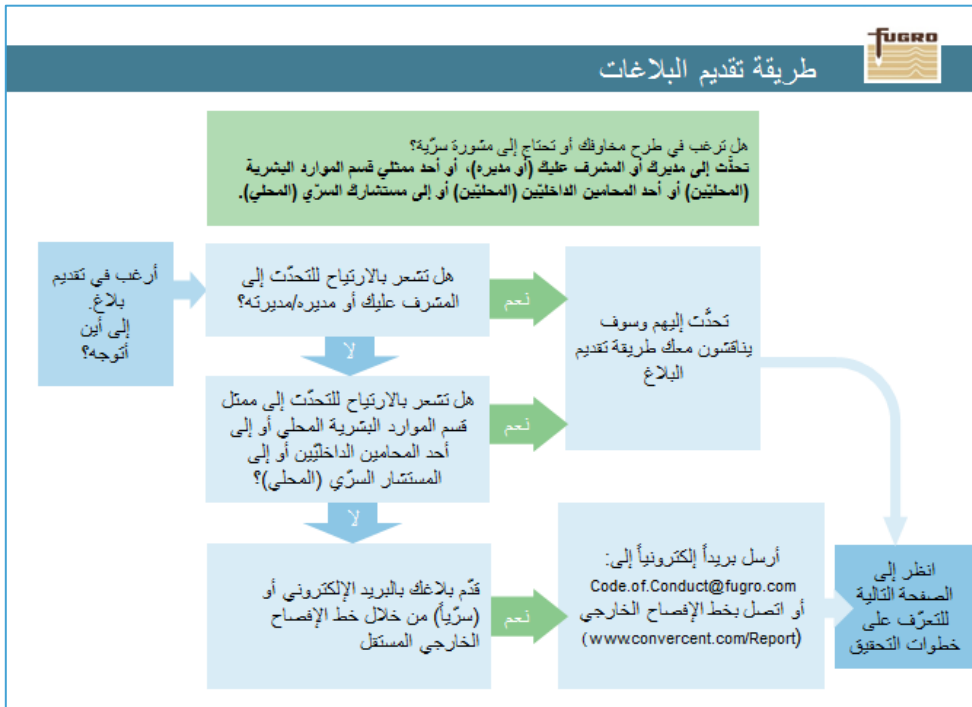 fUGRO
طريقة تقديم البلاغات
هل ترغب في طرح مخاوفك أو تحتاج إلى مشورة سرّية؟
تحدَّث إلى مديرك أو المشرف عليك (أو مديره)، أو أحد ممثلي قسم الموارد البشرية
(المحليّين) أو أحد المحامين الداخليّين (المحليّين) أو إلى مستشارك السرّي (المحلي).
أرغب في تقديم
بلاغ.
إلى أين
أتوجه؟
هل تشعر بالارتياح للتحدّث إلى
المشرف عليك أو مديره/مديرته؟
نعم
تحدَّث إليهم وسوف
يناقشون معك طريقة تقديم
البلاغ
لا
هل تشعر بالارتياح للتحدّث إلى ممثل
قسم الموارد البشرية المحلي أو إلى
أحد المحامين الداخليّين أو إلى
المستشار السرّي (المحلي)؟
نعم
لا
قدّم بلاغك بالبريد الإلكتروني أو
(سرّياً) من خلال خط الإفصاح
الخارجي المستقل
نعم
أرسل بريداً إلكترونياً إلى:
Code.of.Conduct@fugro.com
أو اتصل بخط الإفصاح الخارجي
(www.convercent.com/Report)
انظر إلى
الصفحة التالية
للتعرّف على
خطوات التحقيق